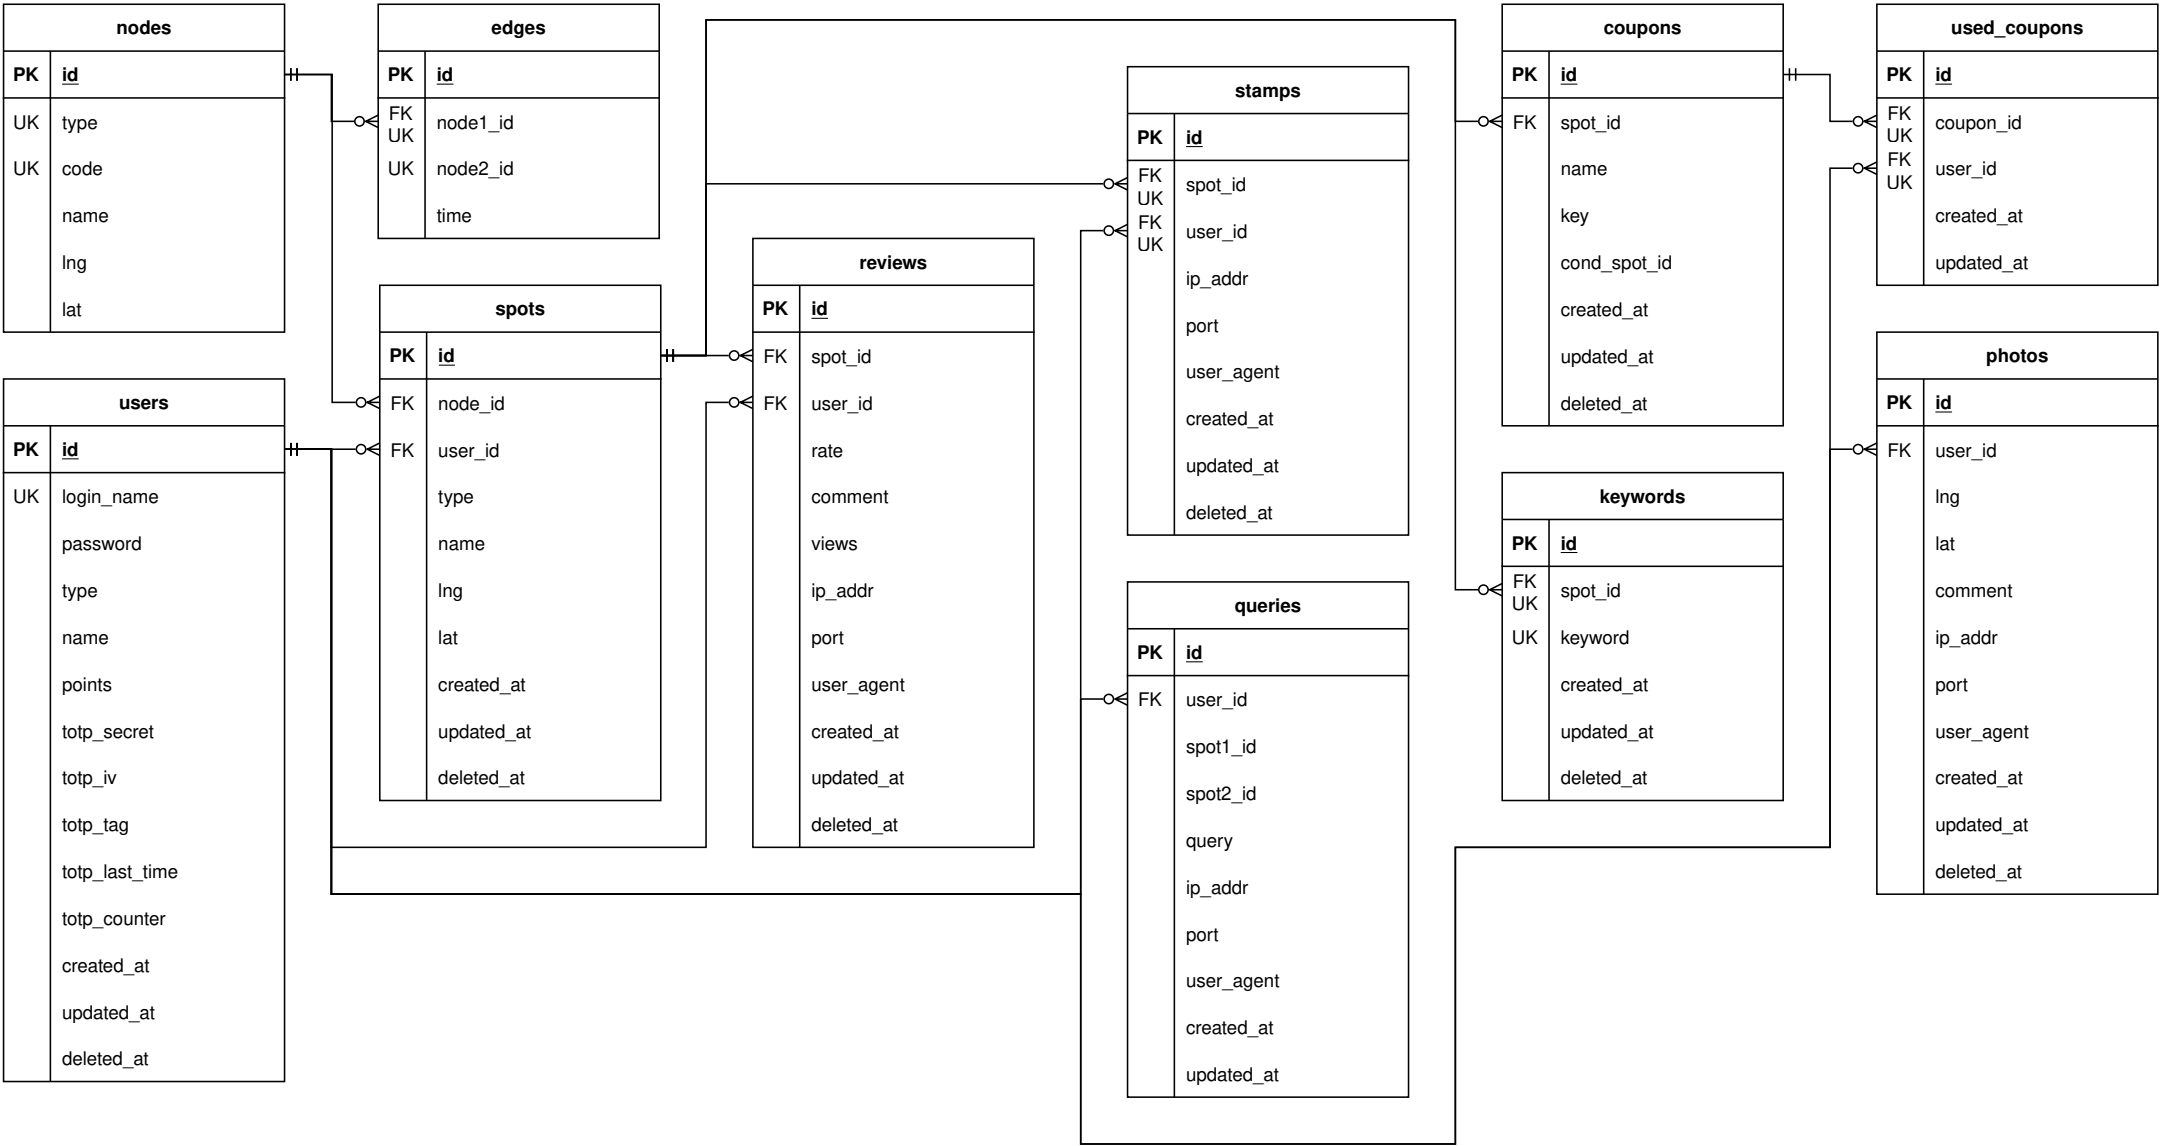 nodes
PK id
UK type
UK code
name
lng
lat
users
PK id
UK login_name
password
type
name
points
totp_secret
totp_iv
totp_tag
totp_last_time
totp_counter
created_at
updated_at
deleted_at
edges
PK id
FK
UK node1_id
UK node2_id
time
spots
PK id
FK node_id
FK user_id
type
name
lng
lat
created_at
updated_at
deleted_at
reviews
PK id
FK spot_id
FK user_id
rate
comment
views
ip_addr
port
user_agent
created_at
updated_at
deleted_at
stamps
PK id
FK
UK spot_id
FK
UK user_id
ip_addr
port
user_agent
created_at
updated_at
deleted_at
queries
PK id
FK user_id
spot1_id
spot2_id
query
ip_addr
port
user_agent
created_at
updated_at
coupons
PK id
FK spot_id
name
key
cond_spot_id
created_at
updated_at
deleted_at
keywords
PK id
FK
UK spot_id
UK keyword
created_at
updated_at
deleted_at
used_coupons
PK id
FK
UK coupon_id
FK
UK user_id
created_at
updated_at
photos
PK id
FK user_id
lng
lat
comment
ip_addr
port
user_agent
created_at
updated_at
deleted_at